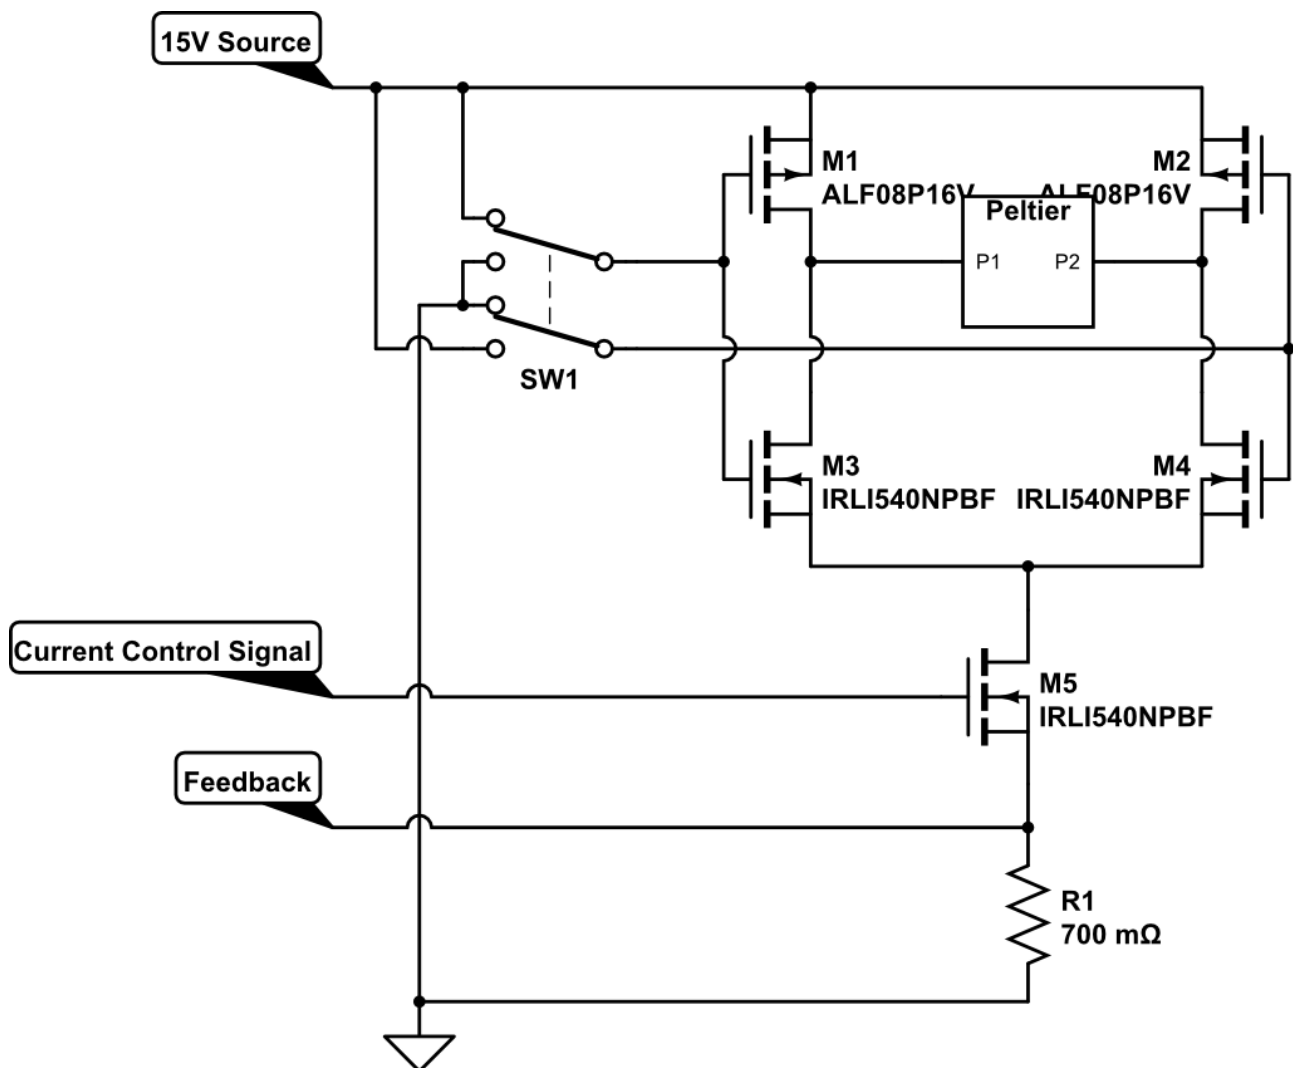 15V Source
M1
ALF08P16V
M2
ALF08P16V
Peltier
P1
P2
SW1
M3
IRLI540NPBF
M4
IRLI540NPBF
Current Control Signal
M5
IRLI540NPBF
Feedback
R1
700 mΩ